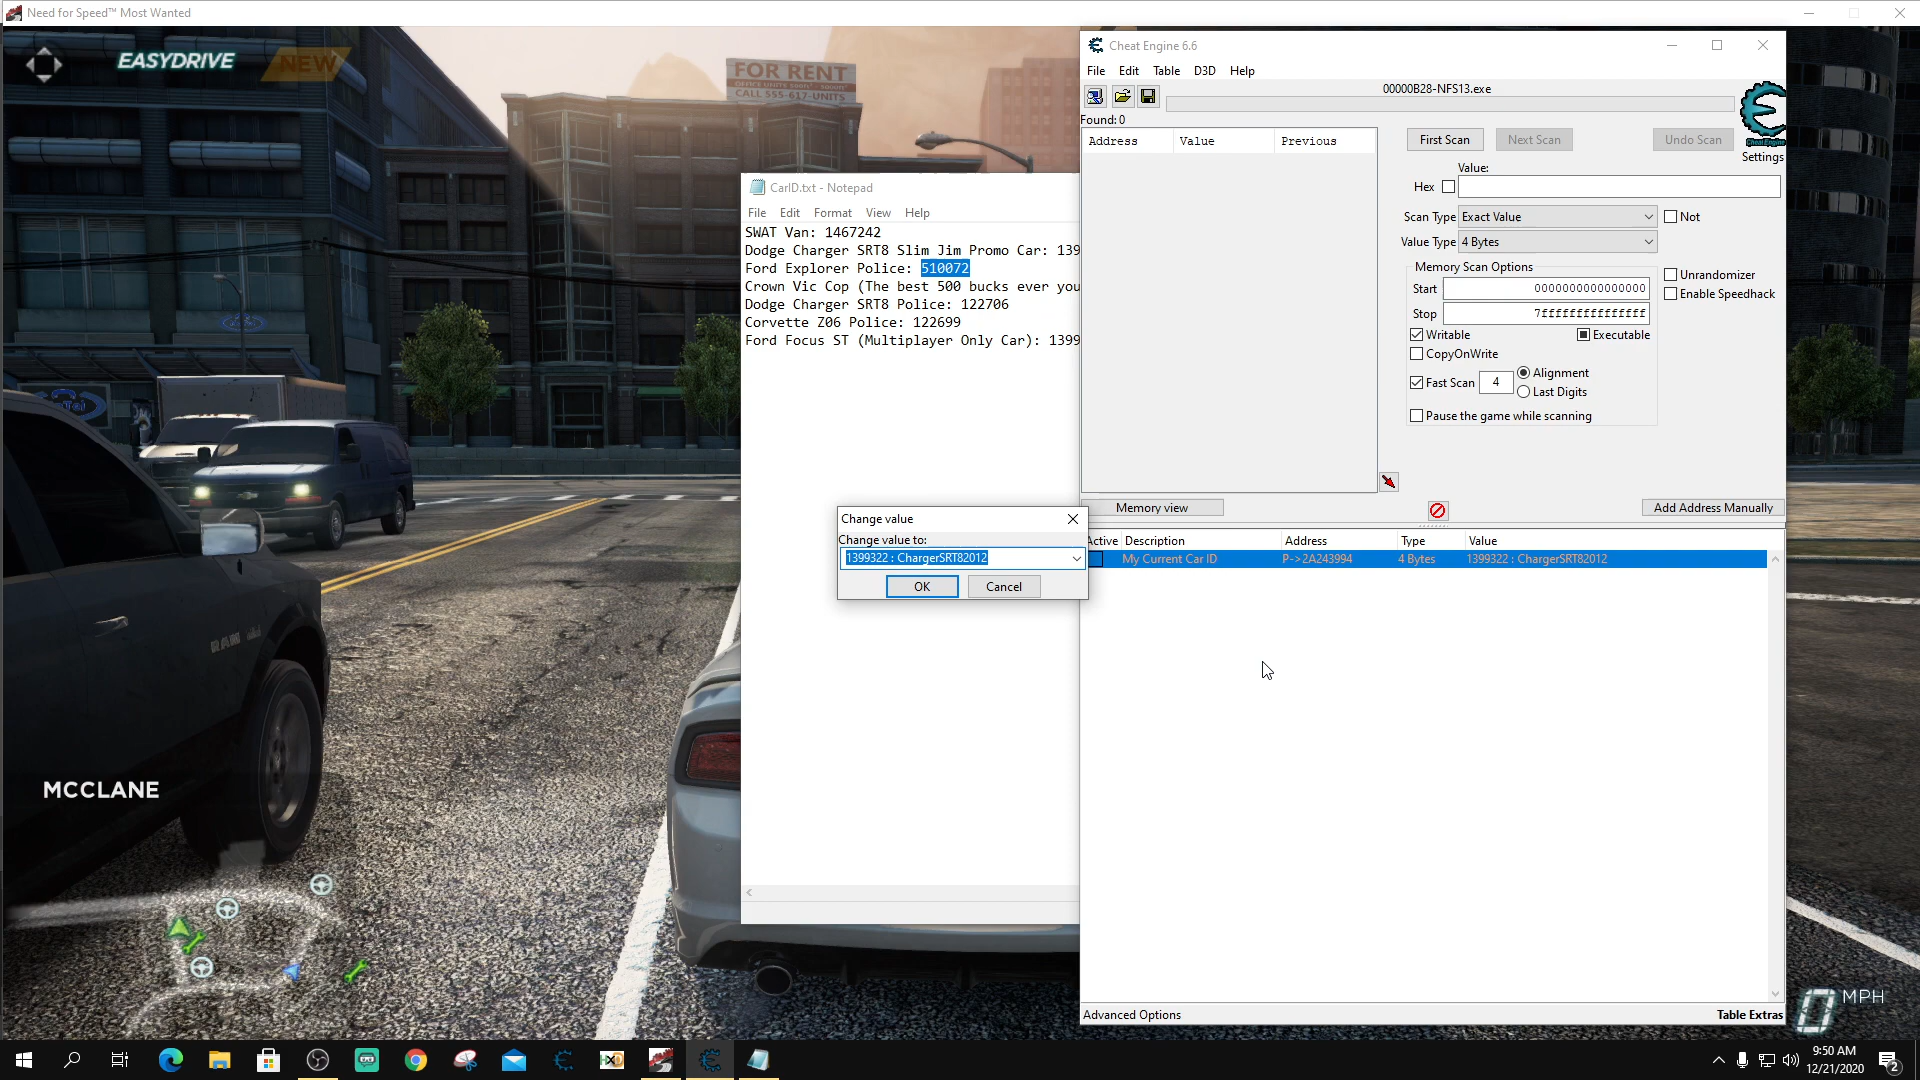 Need for Speed™ Most Wanted
EASYDRIVE
NEW
FOR RENT
OFFICE UNITS
CALL 555-617-UNITS
MCCLANE
RAM
0 MPH
CarID.txt - Notepad
File Edit Format View Help
SWAT Van: 1467242
Dodge Charger SRT8 Slim Jim Promo Car: 139
Ford Explorer Police: 510072
Crown Vic Cop (The best 500 bucks ever you
Dodge Charger SRT8 Police: 122706
Corvette Z06 Police: 122699
Ford Focus ST (Multiplayer Only Car): 1399
Change value
Change value to:
1399322 : ChargerSRT82012
OK Cancel
Cheat Engine 6.6
File Edit Table D3D Help
00000B28-NFS13.exe
Found: 0
Address Value Previous
First Scan Next Scan Undo Scan
Cheat Engine
Settings
Value:
Hex
Scan Type Exact Value Not
Value Type 4 Bytes
Memory Scan Options
Unrandomizer
Start 0000000000000000
Enable Speedhack
Stop 7fffffffffffffff
Writable Executable
CopyOnWrite
Fast Scan 4 Alignment
Last Digits
Pause the game while scanning
Memory view Add Address Manually
Active Description Address Type Value
My Current Car ID P->2A243994 4 Bytes 1399322 : ChargerSRT82012
Advanced Options Table Extras
9:50 AM
12/21/2020
2